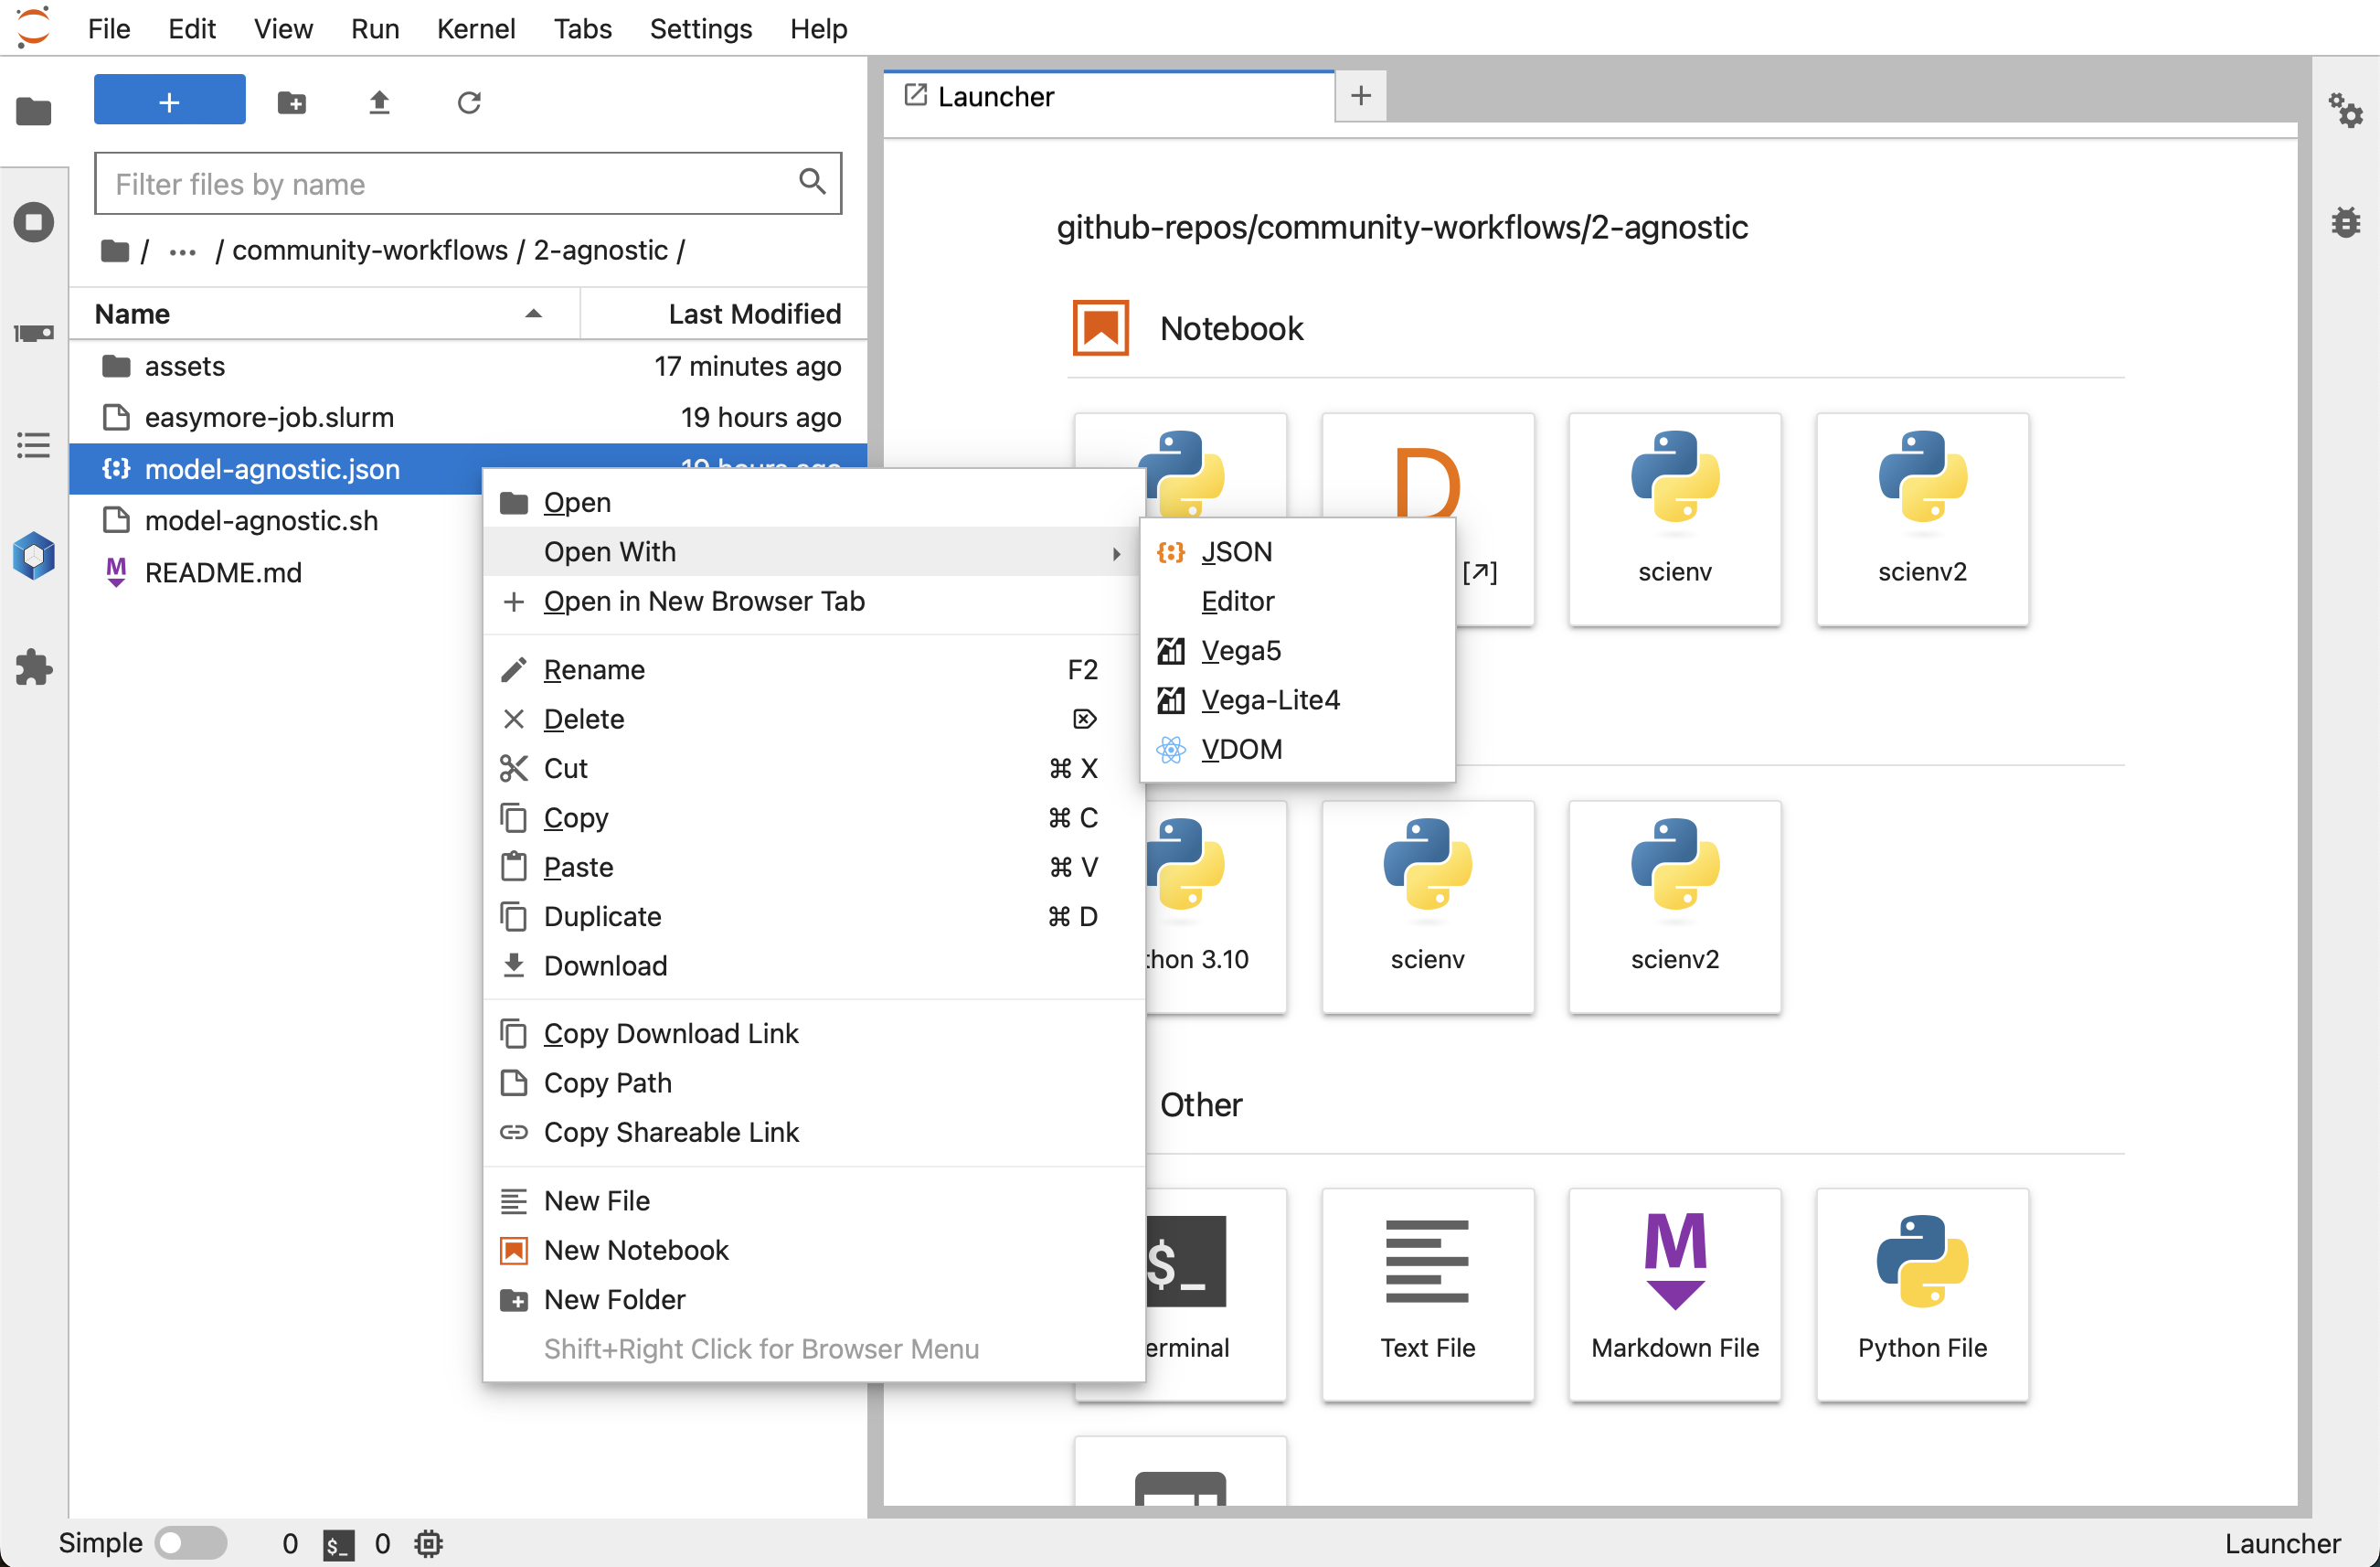 File Edit View Run Kernel Tabs Settings Help
Launcher
Filter files by name
/ ... / community-workflows / 2-agnostic /
github-repos/community-workflows/2-agnostic
Name Last Modified
Notebook
assets 17 minutes ago
easymore-job.slurm 19 hours ago
model-agnostic.json 19 hours ago
model-agnostic.sh
README.md
D
[↗]
scienv
scienv2
Open
Open With
Open in New Browser Tab
Rename F2
Delete
Cut ⌘ X
Copy ⌘ C
Paste ⌘ V
Duplicate ⌘ D
Download
Copy Download Link
Copy Path
Copy Shareable Link
New File
New Notebook
New Folder
Shift+Right Click for Browser Menu
JSON
Editor
Vega5
Vega-Lite4
VDOM
thon 3.10
scienv
scienv2
Other
$_
erminal
Text File
M
Markdown File
Python File
Simple 0 $_ 0
Launcher